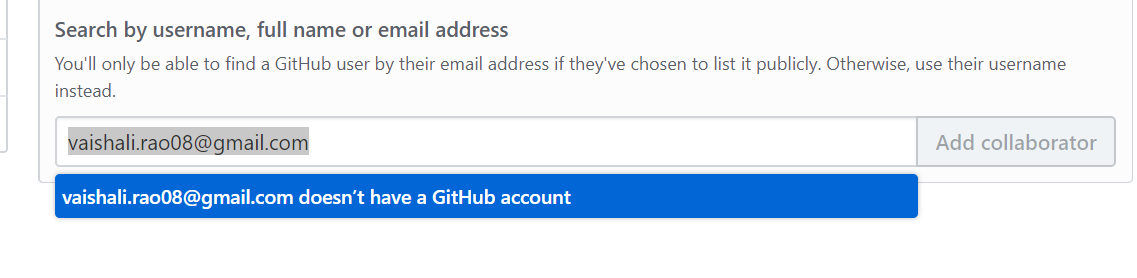 Search by username, full name or email address
You'll only be able to find a GitHub user by their email address if they've chosen to list it publicly. Otherwise, use their username
instead.
vaishali.rao08@gmail.com
Add collaborator
vaishali.rao08@gmail.com doesn’t have a GitHub account